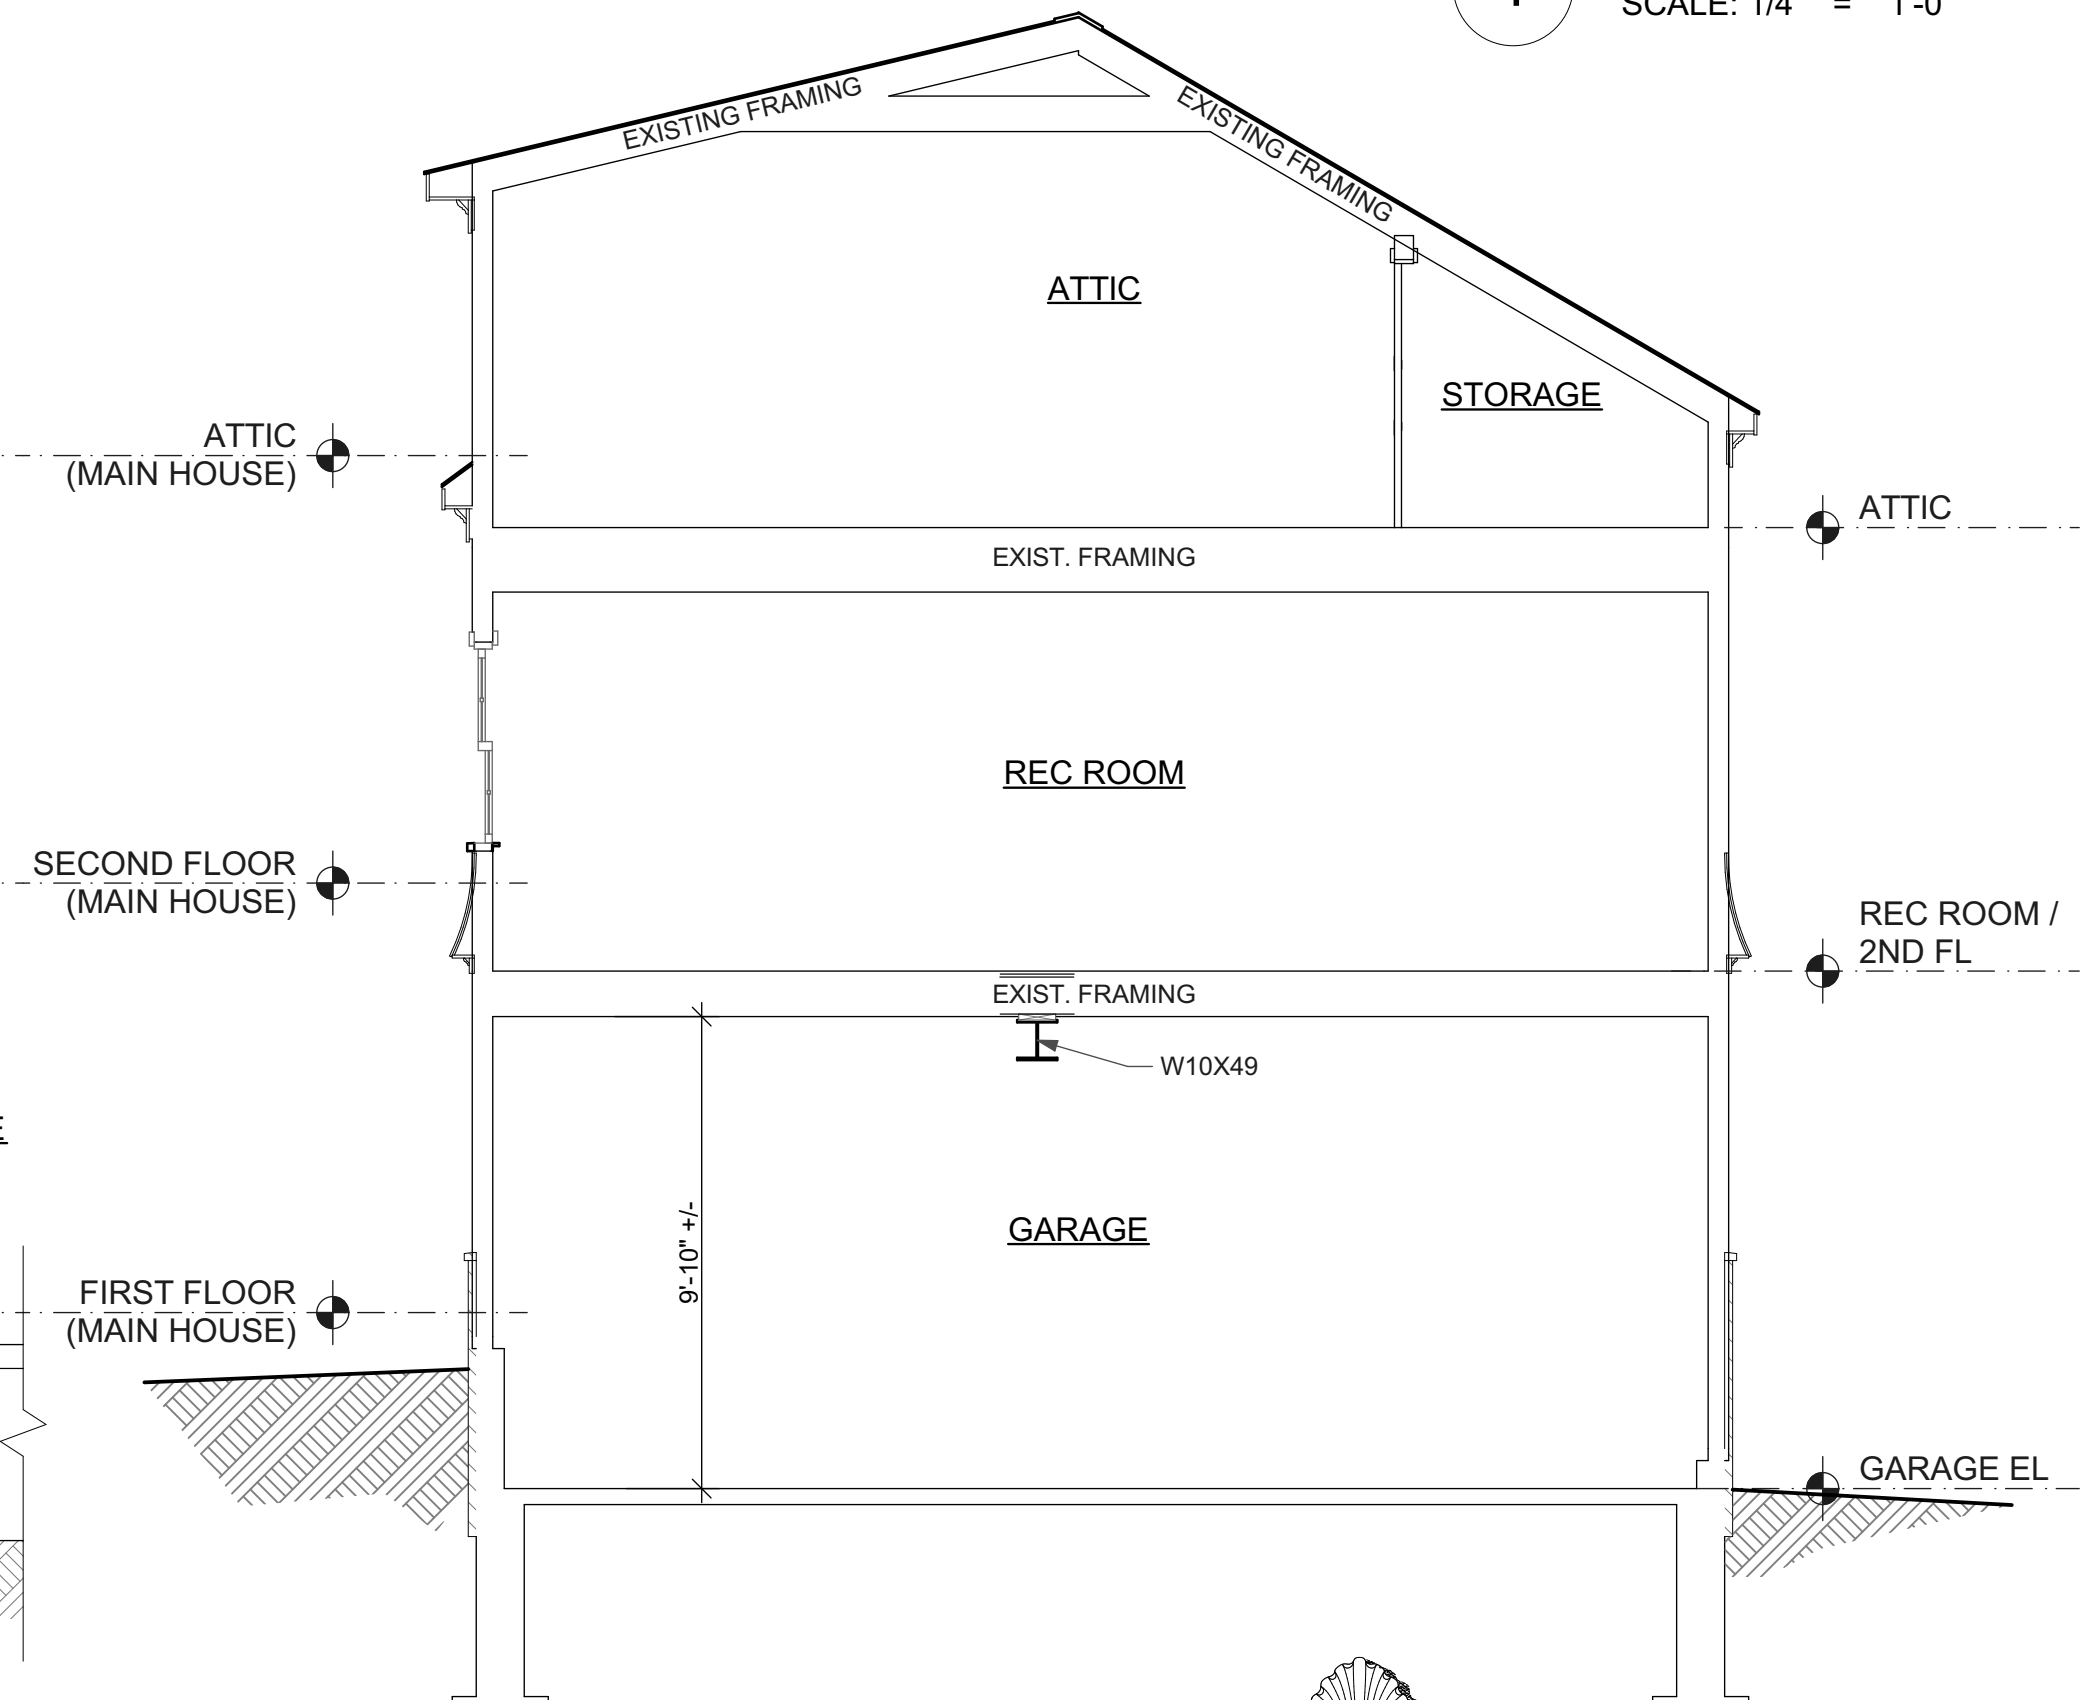 SCALE: 1/4" = 1'-0"
EXISTING FRAMING
EXISTING FRAMING
ATTIC
STORAGE
ATTIC
(MAIN HOUSE)
ATTIC
EXIST. FRAMING
REC ROOM
SECOND FLOOR
(MAIN HOUSE)
REC ROOM /
2ND FL
EXIST. FRAMING
W10X49
E
9'-10" +/-
GARAGE
FIRST FLOOR
(MAIN HOUSE)
GARAGE EL